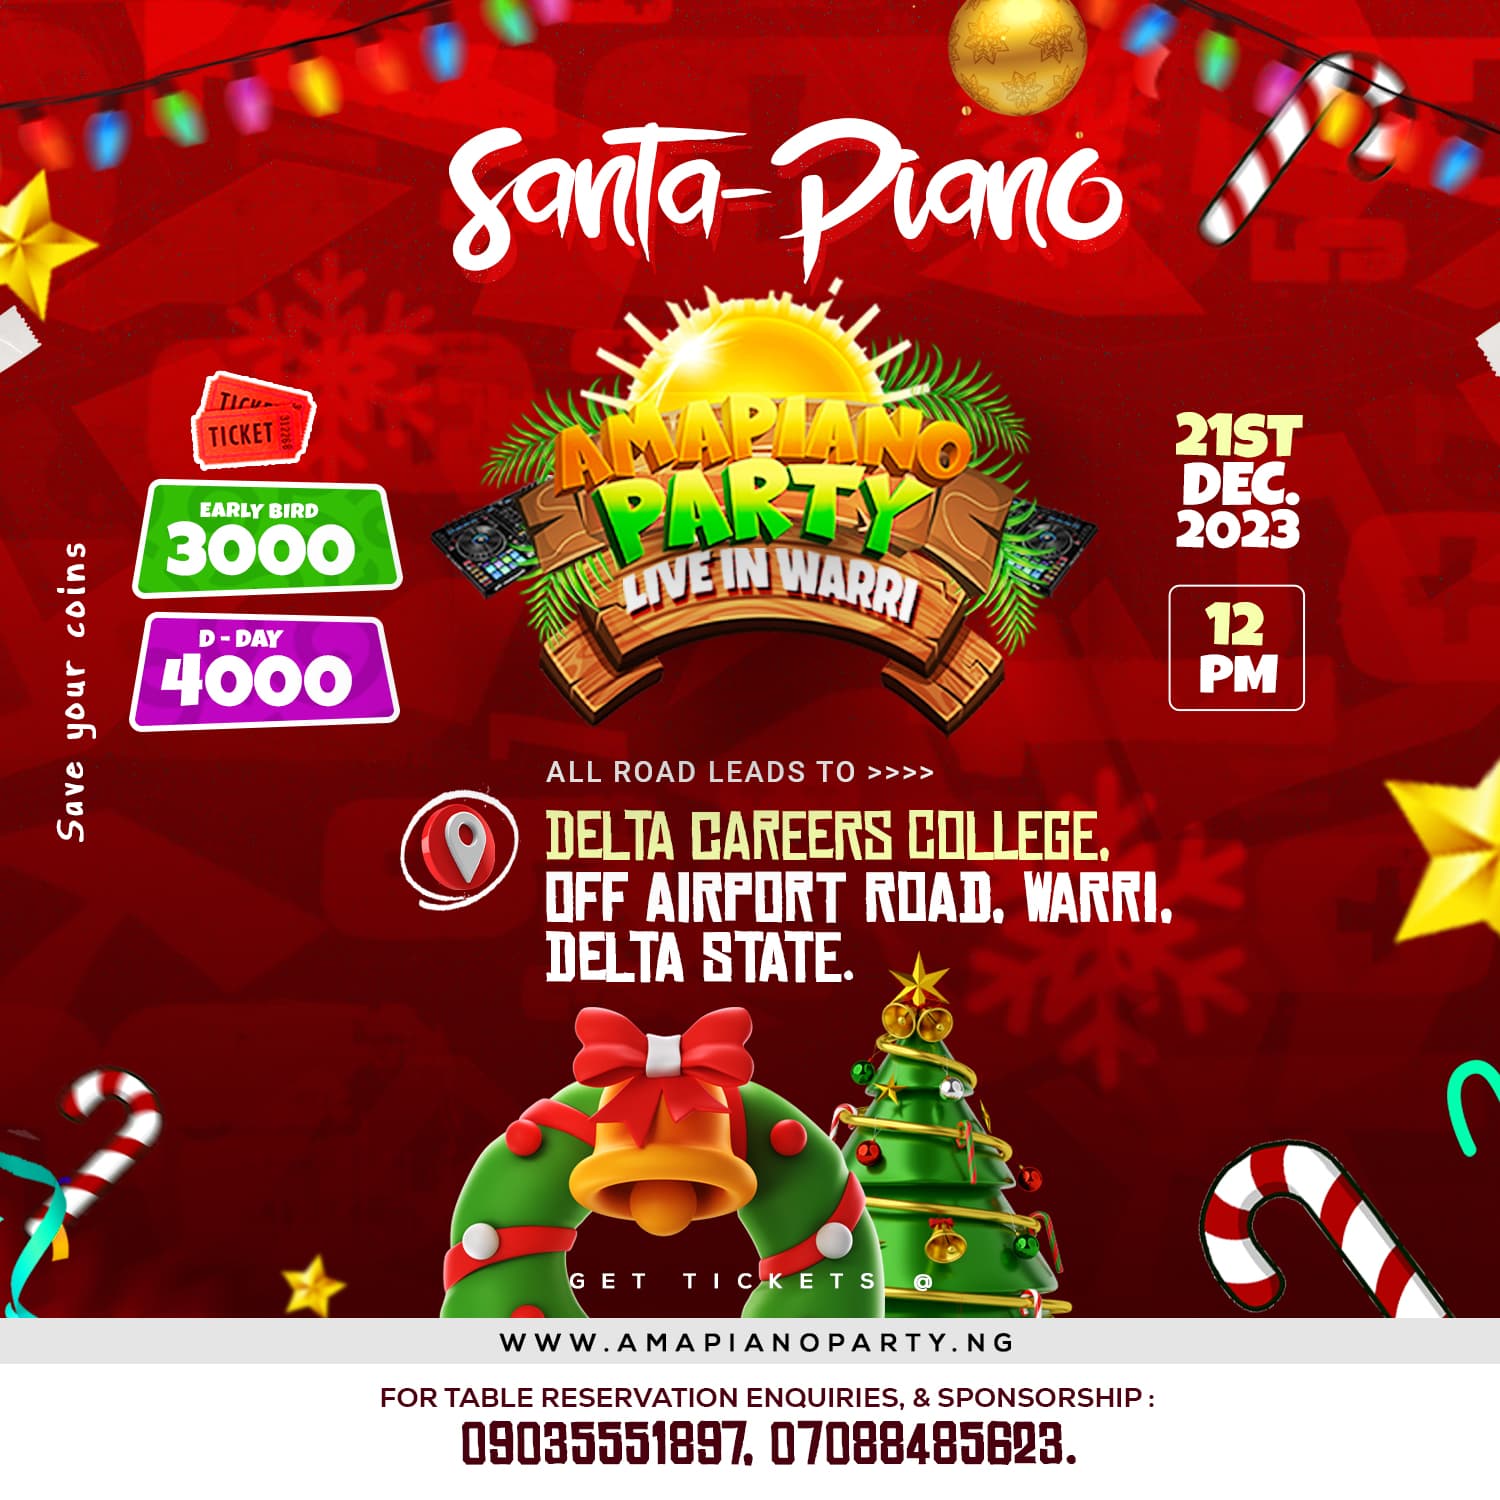 Santa-Piano
TICKET
TICKET
312268
EARLY BIRD
3000
D - DAY
4000
Save your coins
AMAPIANO
PARTY
LIVE IN WARRI
21ST
DEC.
2023
12
PM
ALL ROAD LEADS TO >>>>
DELTA CAREERS COLLEGE,
OFF AIRPORT ROAD, WARRI,
DELTA STATE.
GET TICKETS @
WWW.AMAPIANOPARTY.NG
FOR TABLE RESERVATION ENQUIRIES, & SPONSORSHIP :
09035551897, 07088485623.